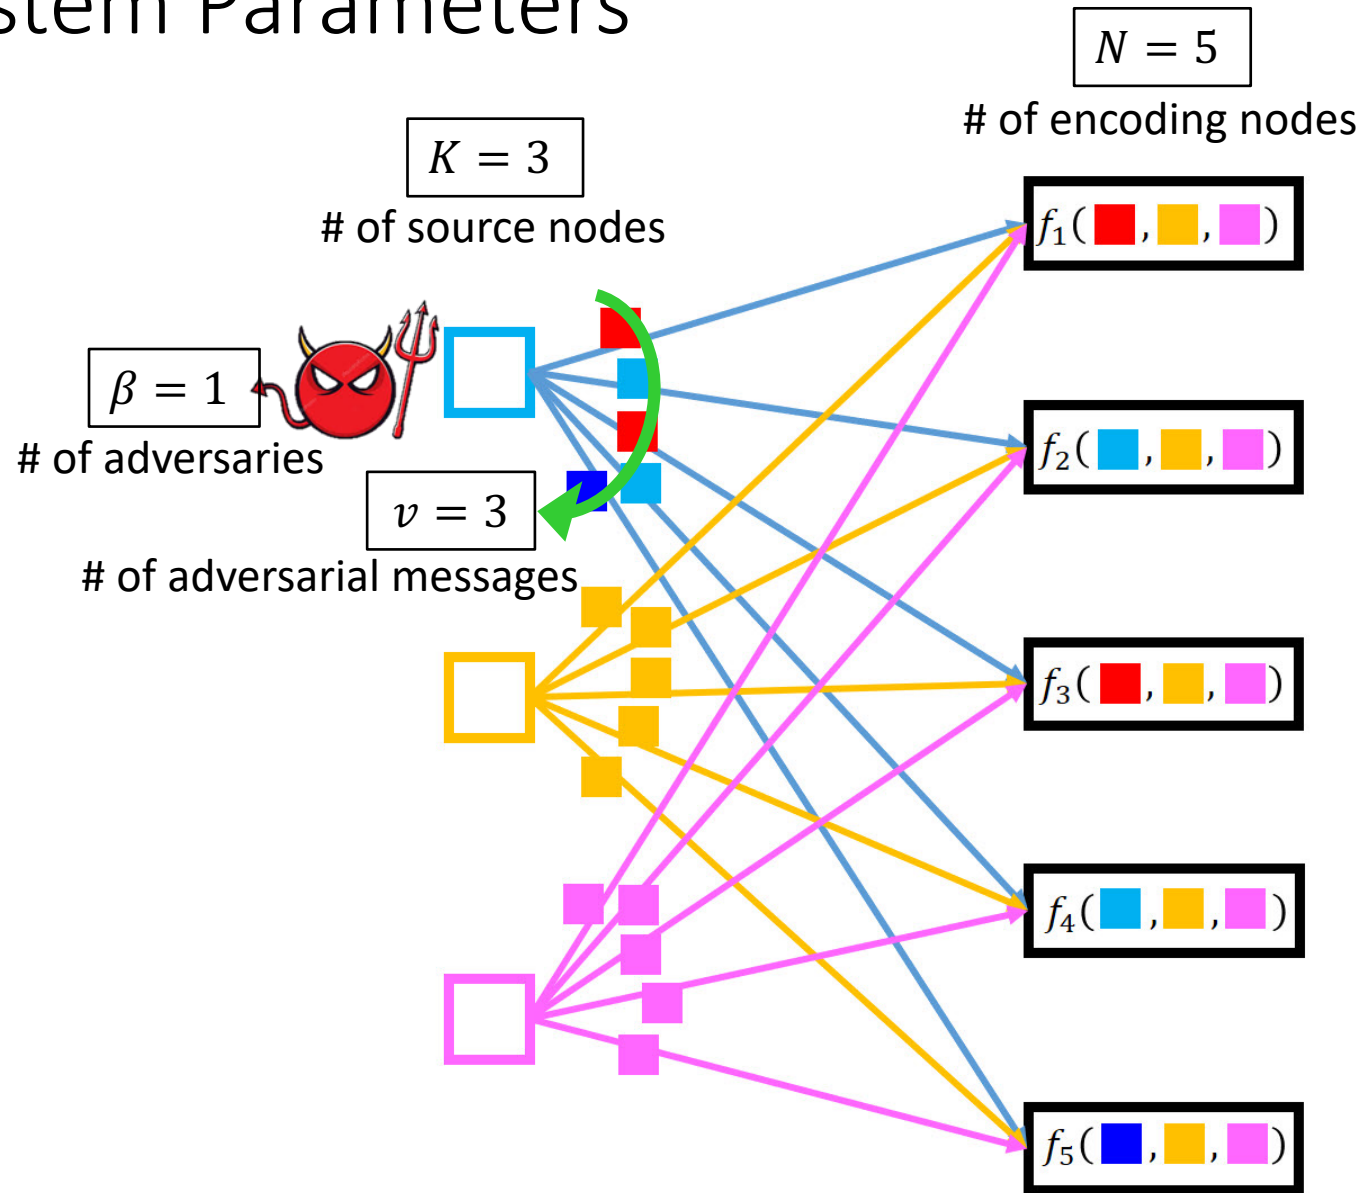 stem Parameters
N = 5
# of encoding nodes
K = 3
# of source nodes
β = 1
# of adversaries
v = 3
# of adversarial messages
f₁( , , )
f₂( , , )
f₃( , , )
f₄( , , )
f₅( , , )